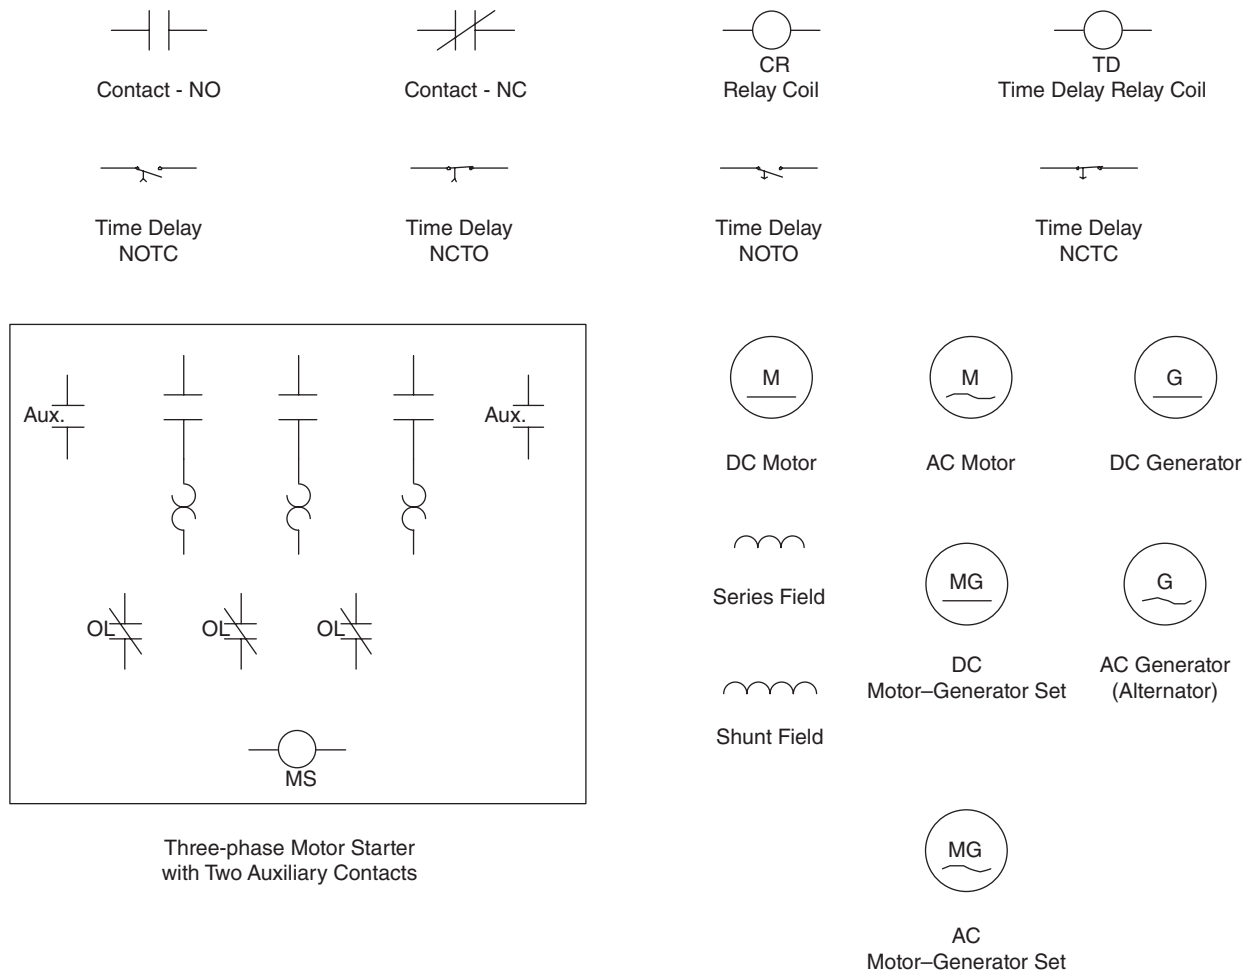 CR
TD
Contact - NO
Contact - NC
Relay Coil
Time Delay Relay Coil
Time Delay
NOTC
Time Delay
NCTO
Time Delay
NOTO
Time Delay
NCTC
Aux.
Aux.
OL
OL
OL
MS
Three-phase Motor Starter
with Two Auxiliary Contacts
M
M
G
DC Motor
AC Motor
DC Generator
Series Field
MG
G
DC
Motor–Generator Set
AC Generator
(Alternator)
Shunt Field
MG
AC
Motor–Generator Set